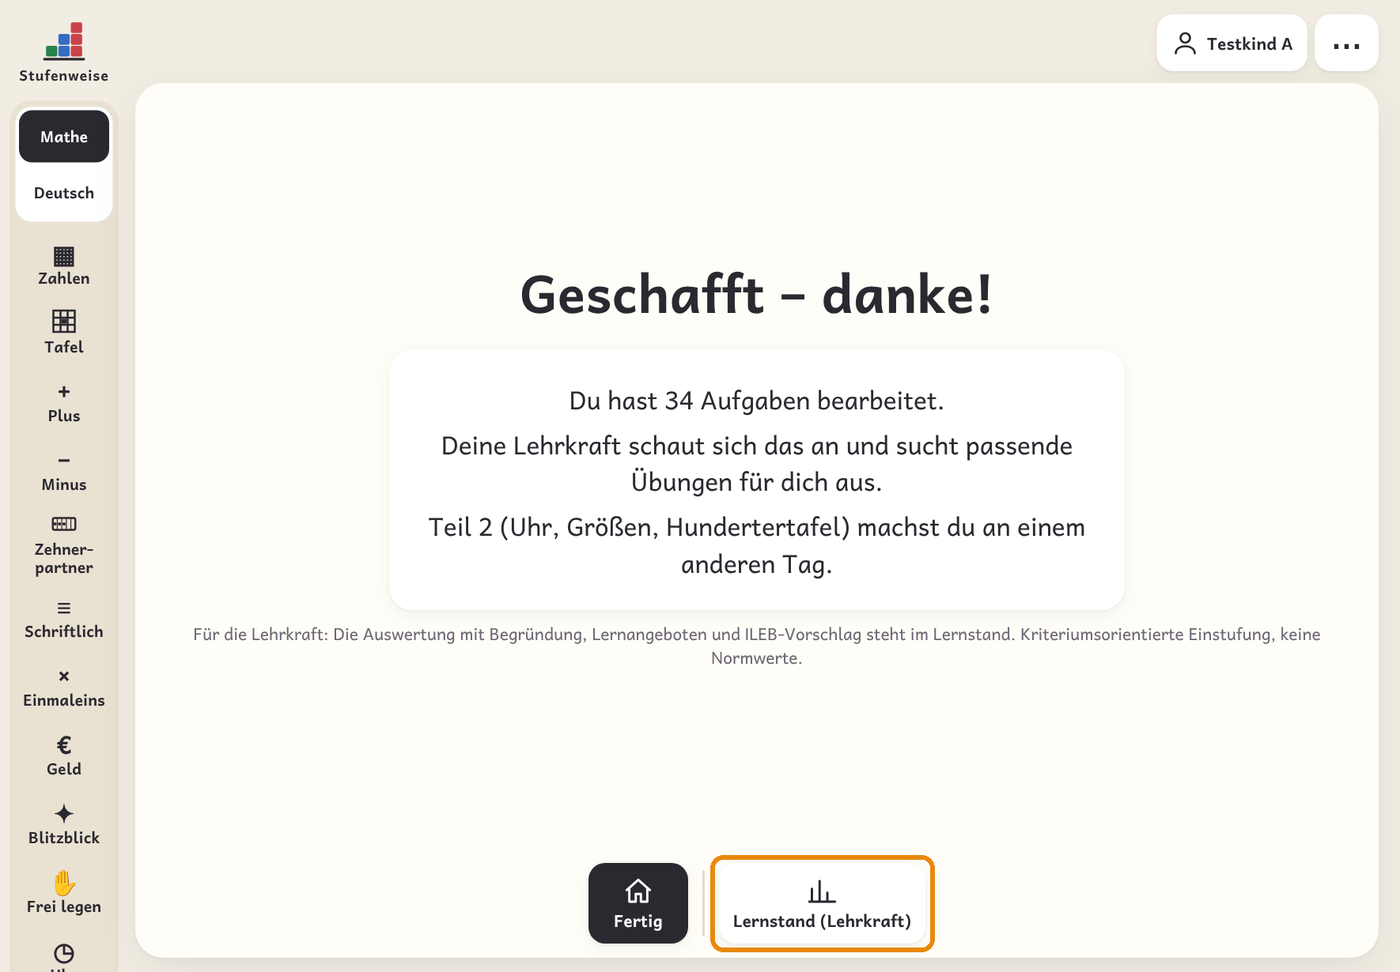 Stufenweise
Testkind A
...
Mathe
Deutsch
Zahlen
Tafel
+
Plus
−
Minus
Zehner-
partner
Schriftlich
×
Einmaleins
€
Geld
Blitzblick
Frei legen
Geschafft – danke!
Du hast 34 Aufgaben bearbeitet.
Deine Lehrkraft schaut sich das an und sucht passende
Übungen für dich aus.
Teil 2 (Uhr, Größen, Hundertertafel) machst du an einem
anderen Tag.
Für die Lehrkraft: Die Auswertung mit Begründung, Lernangeboten und ILEB-Vorschlag steht im Lernstand. Kriteriumsorientierte Einstufung, keine
Normwerte.
Fertig
Lernstand (Lehrkraft)